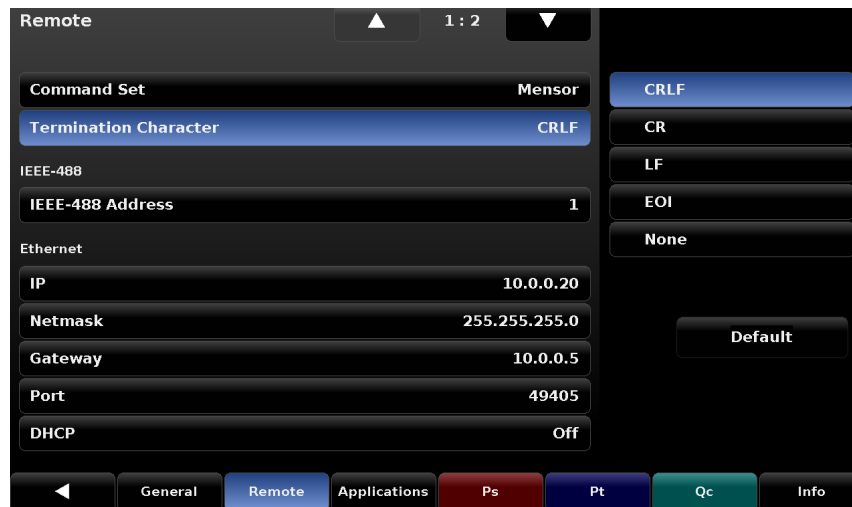 Remote
1 : 2
Command Set Mensor
Termination Character CRLF
IEEE-488
IEEE-488 Address 1
Ethernet
IP 10.0.0.20
Netmask 255.255.255.0
Gateway 10.0.0.5
Port 49405
DHCP Off
CRLF
CR
LF
EOI
None
Default
General Remote Applications Ps Pt Qc Info